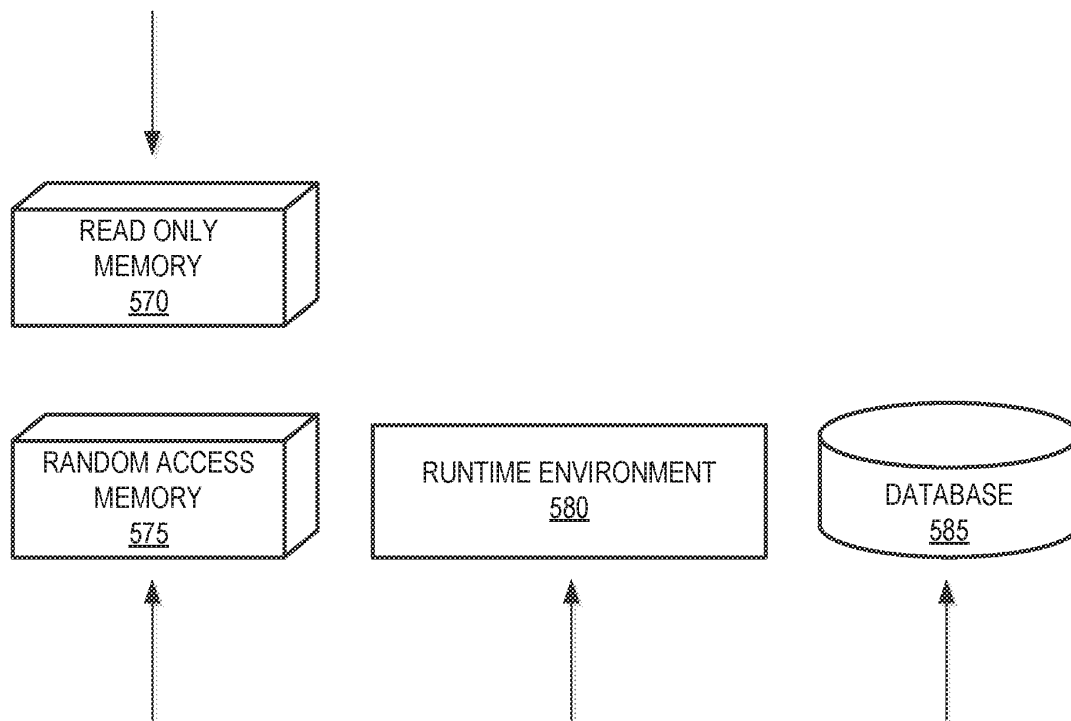 READ ONLY
MEMORY
570
RANDOM ACCESS
MEMORY
575
RUNTIME ENVIRONMENT
580
DATABASE
585